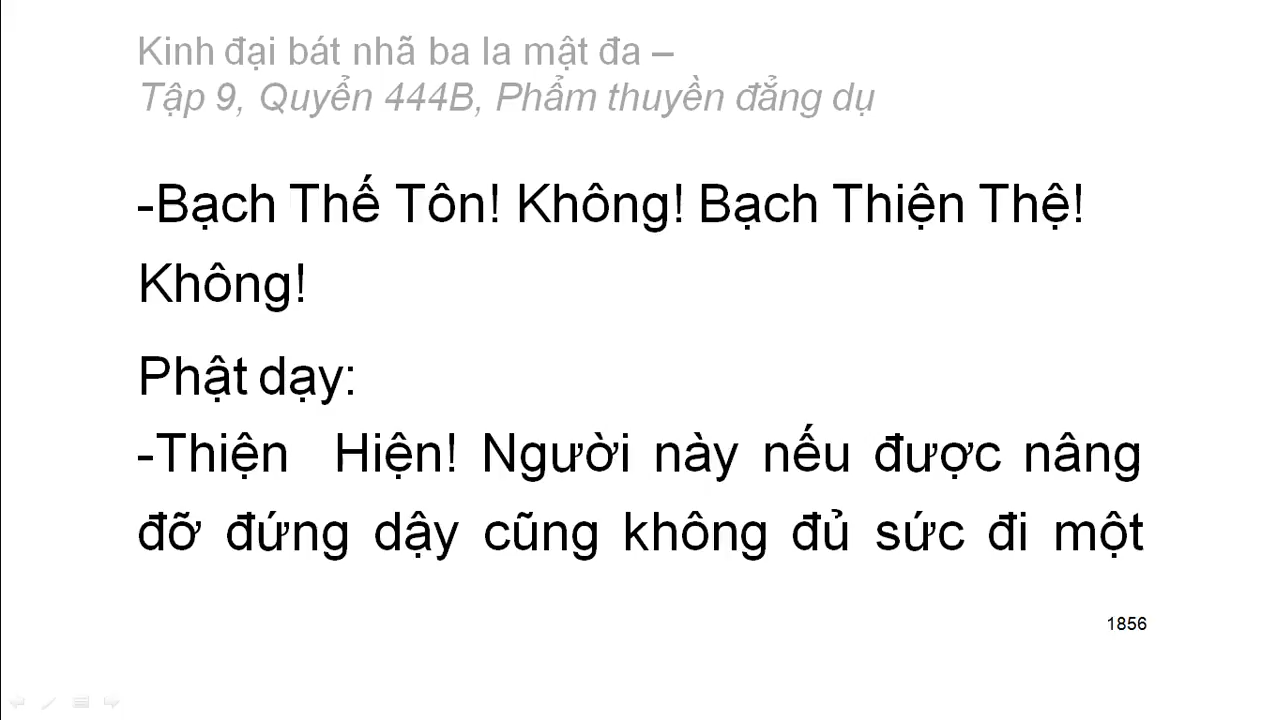 Kinh đại bát nhã ba la mật đa –
Tập 9, Quyển 444B, Phẩm thuyền đẳng dụ
-Bạch Thế Tôn! Không! Bạch Thiện Thệ!
Không!
Phật dạy:
-Thiện Hiện! Người này nếu được nâng
đỡ đứng dậy cũng không đủ sức đi một
1856